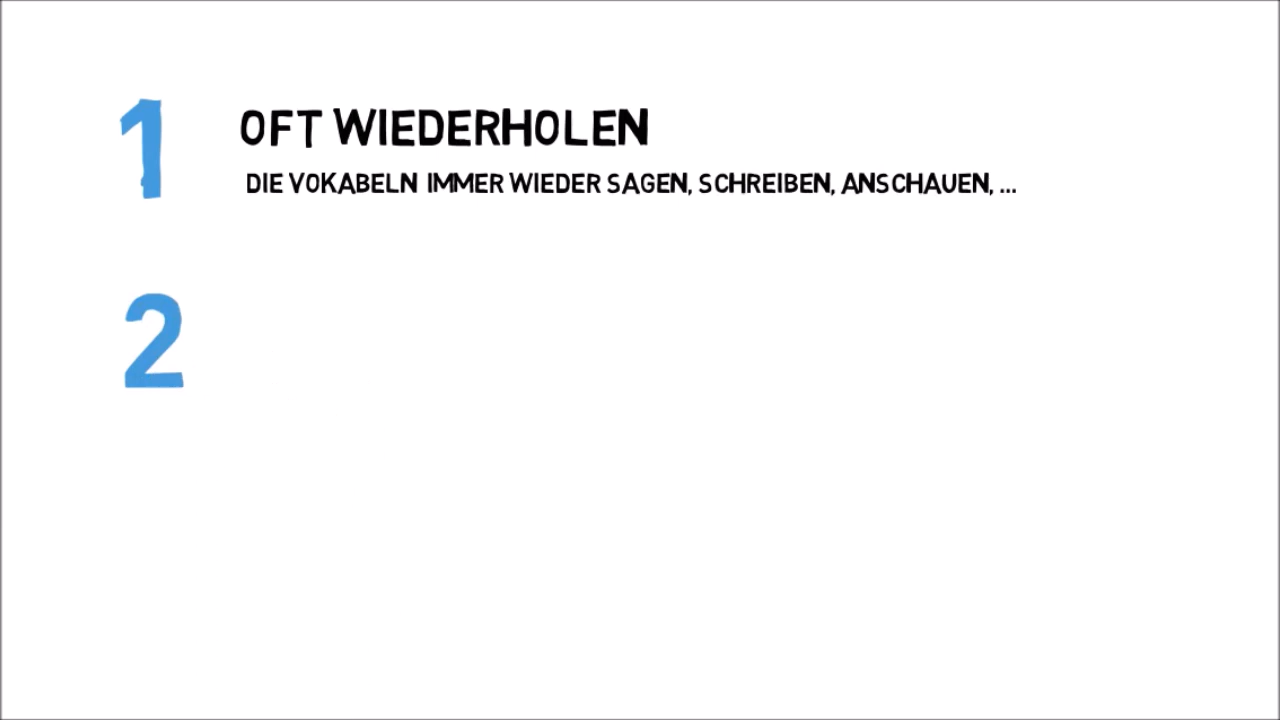 1 OFT WIEDERHOLEN
DIE VOKABELN IMMER WIEDER SAGEN, SCHREIBEN, ANSCHAUEN, ...
2